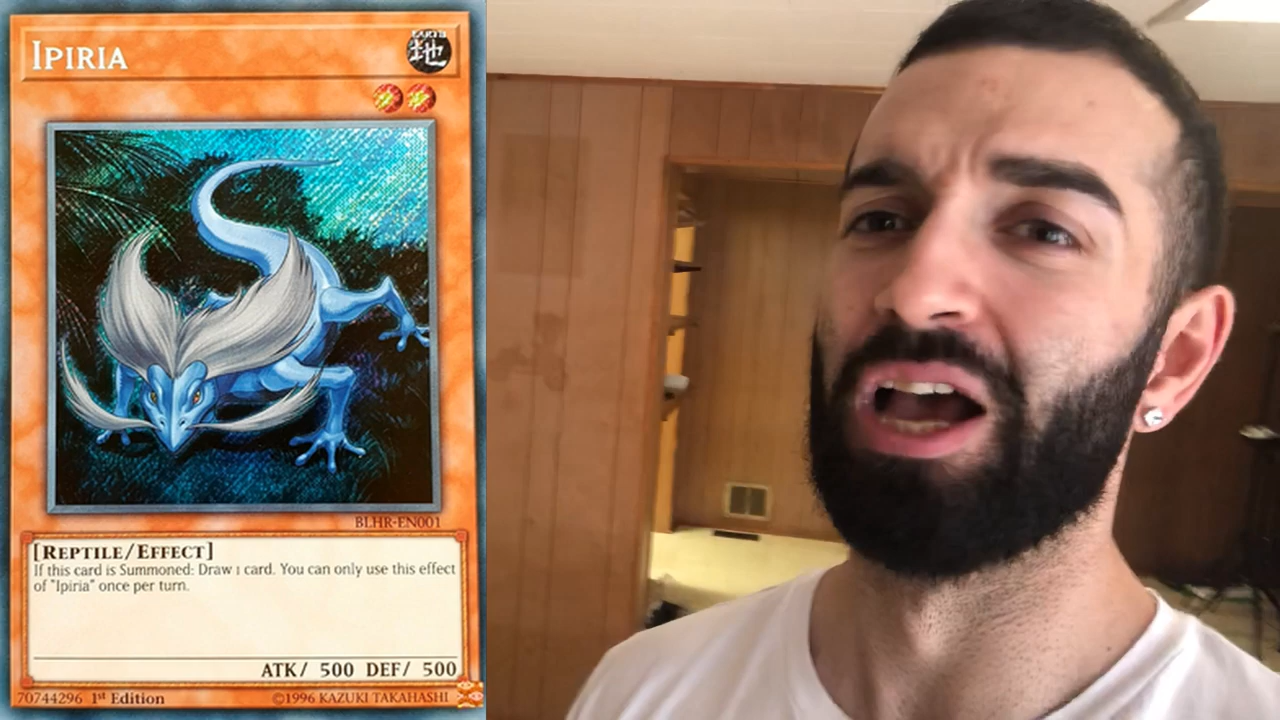 IPIRIA
EARTH
地
BLHR-EN001
[REPTILE/EFFECT]
If this card is Summoned: Draw 1 card. You can only use this effect
of "Ipiria" once per turn.
ATK/ 500 DEF/ 500
70744296 1st Edition ©1996 KAZUKI TAKAHASHI